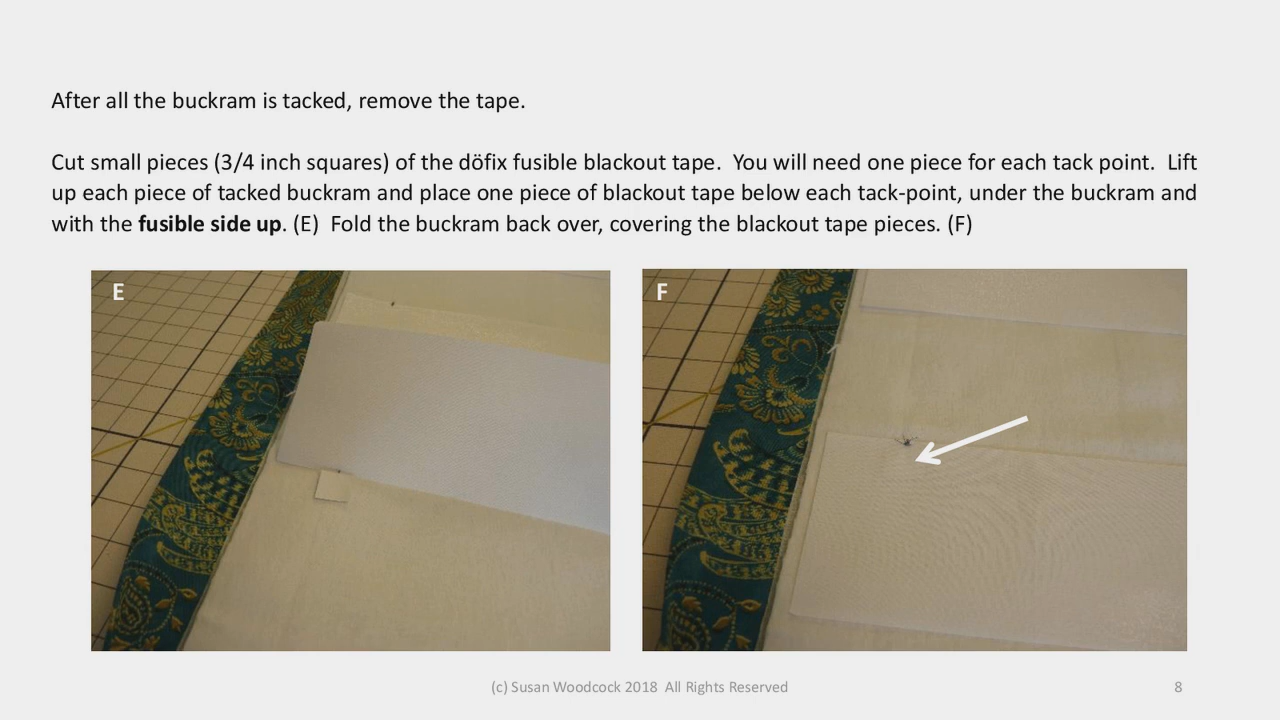 After all the buckram is tacked, remove the tape.
Cut small pieces (3/4 inch squares) of the döfix fusible blackout tape.  You will need one piece for each tack point.  Lift
up each piece of tacked buckram and place one piece of blackout tape below each tack-point, under the buckram and
with the fusible side up. (E)  Fold the buckram back over, covering the blackout tape pieces. (F)
E
F
(c) Susan Woodcock 2018  All Rights Reserved
8